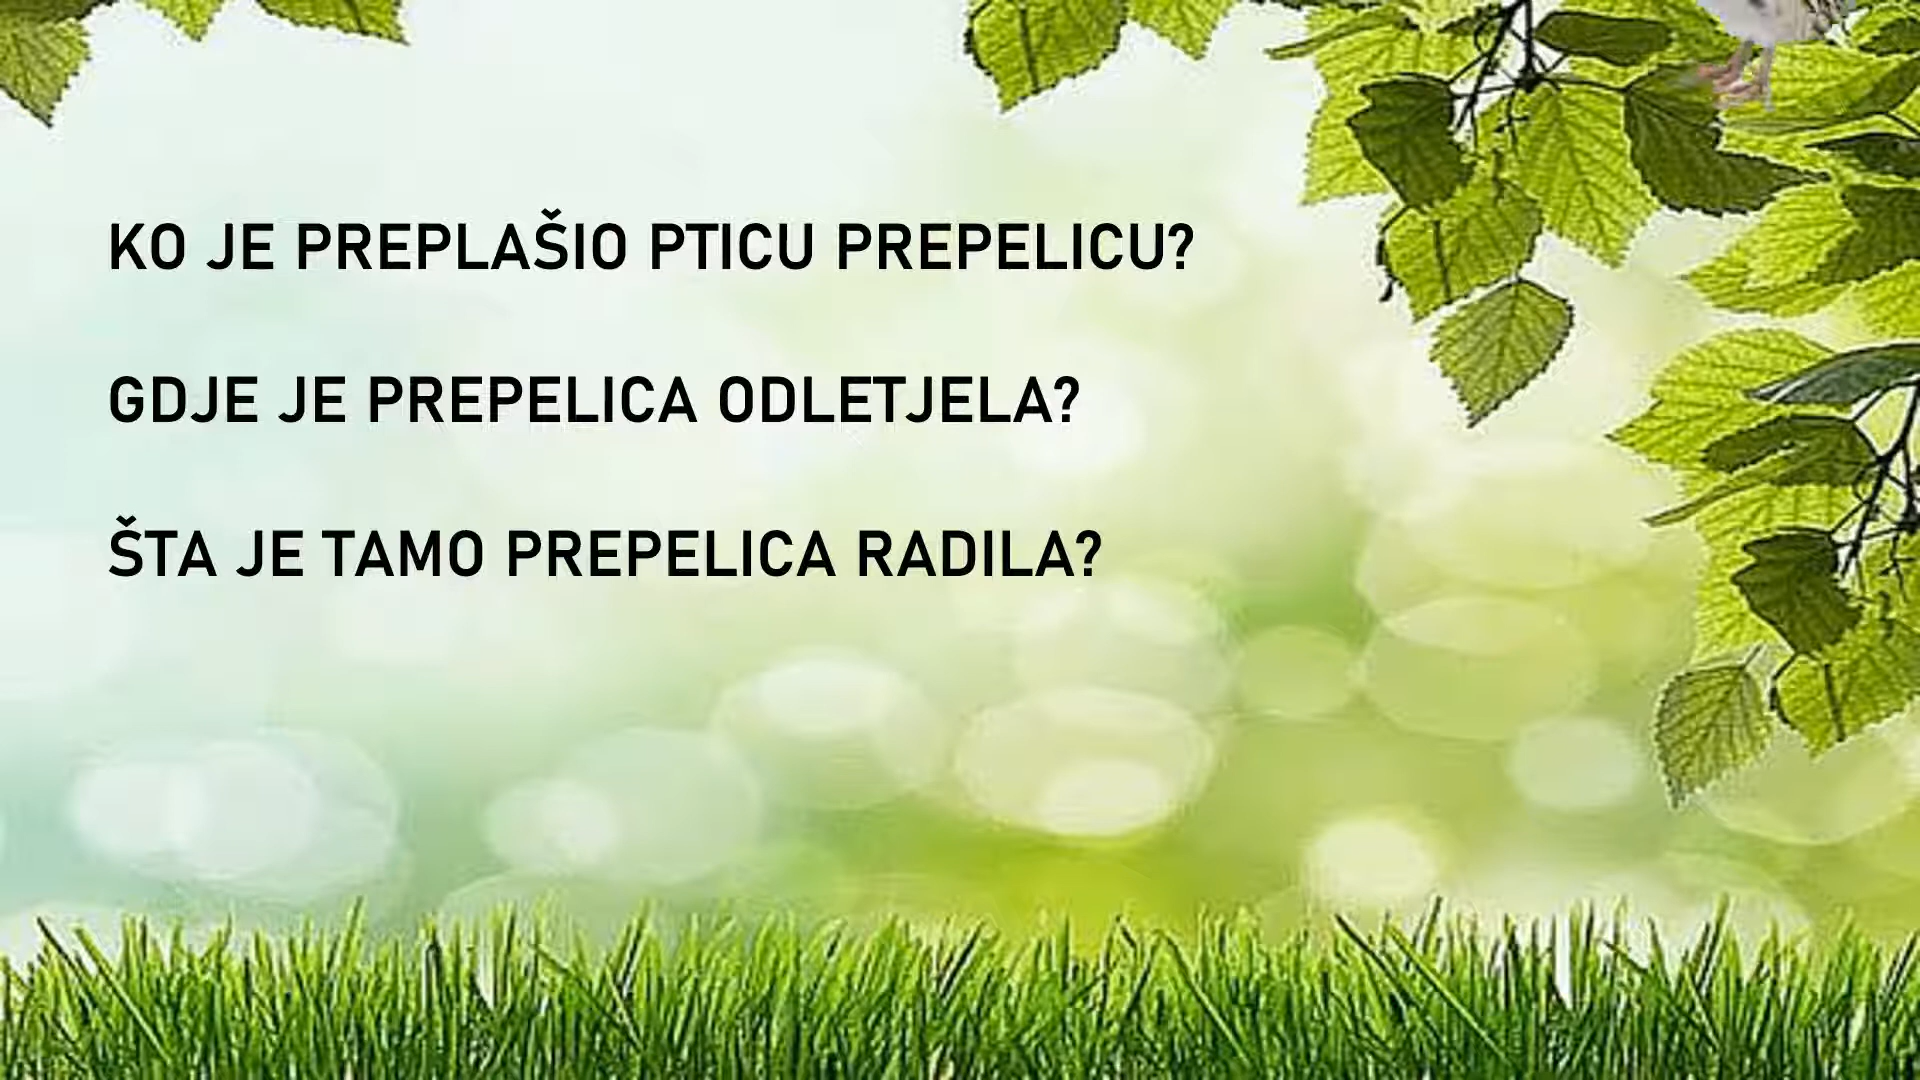 KO JE PREPLAŠIO PTICU PREPELICU?
GDJE JE PREPELICA ODLETJELA?
ŠTA JE TAMO PREPELICA RADILA?